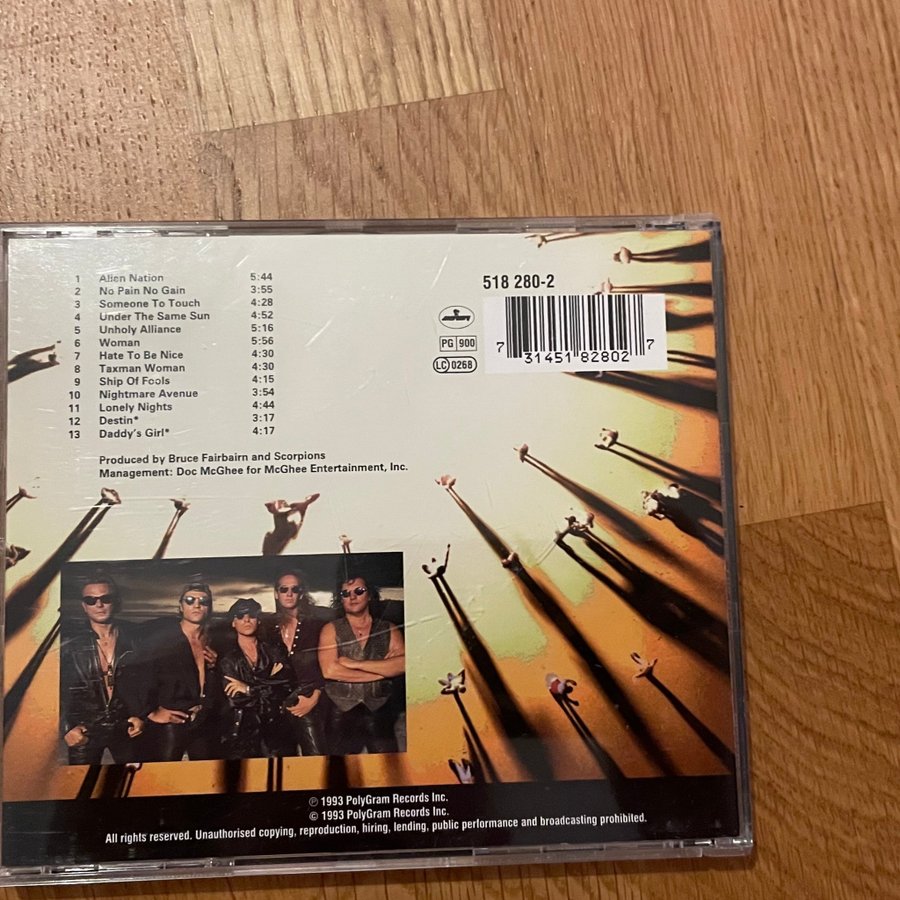 1 Alien Nation 5:44
2 No Pain No Gain 3:55
3 Someone To Touch 4:28
4 Under The Same Sun 4:52
5 Unholy Alliance 5:16
6 Woman 5:56
7 Hate To Be Nice 4:30
8 Taxman Woman 4:30
9 Ship Of Fools 4:15
10 Nightmare Avenue 3:54
11 Lonely Nights 4:44
12 Destin* 3:17
13 Daddy's Girl* 4:17
Produced by Bruce Fairbairn and Scorpions
Management: Doc McGhee for McGhee Entertainment, Inc.
518 280-2
PG 900
LC 0268
7 31451 82802 7
℗ 1993 PolyGram Records Inc.
© 1993 PolyGram Records Inc.
All rights reserved. Unauthorised copying, reproduction, hiring, lending, public performance and broadcasting prohibited.